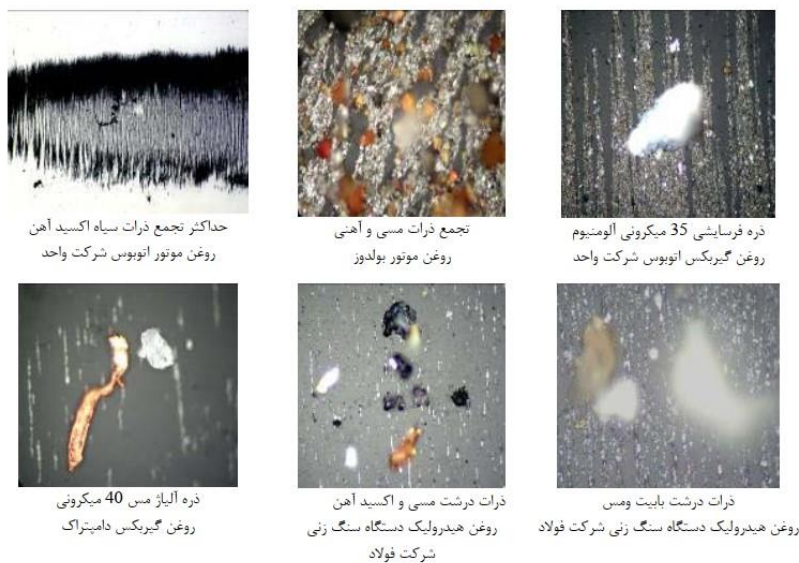 ذره فرسایشی 35 میکرونی آلومنیوم
روغن گیربکس اتوبوس شرکت واحد
تجمع ذرات مسی و آهنی
روغن موتور بولدوز
حداکثر تجمع ذرات سیاه اکسید آهن
روغن موتور اتوبوس شرکت واحد
ذرات درشت بابیت ومس
روغن هیدرولیک دستگاه سنگ زنی شرکت فولاد
ذرات درشت مسی و اکسید آهن
روغن هیدرولیک دستگاه سنگ زنی
شرکت فولاد
ذره آلیاژ مس 40 میکرونی
روغن گیربکس دامپتراک